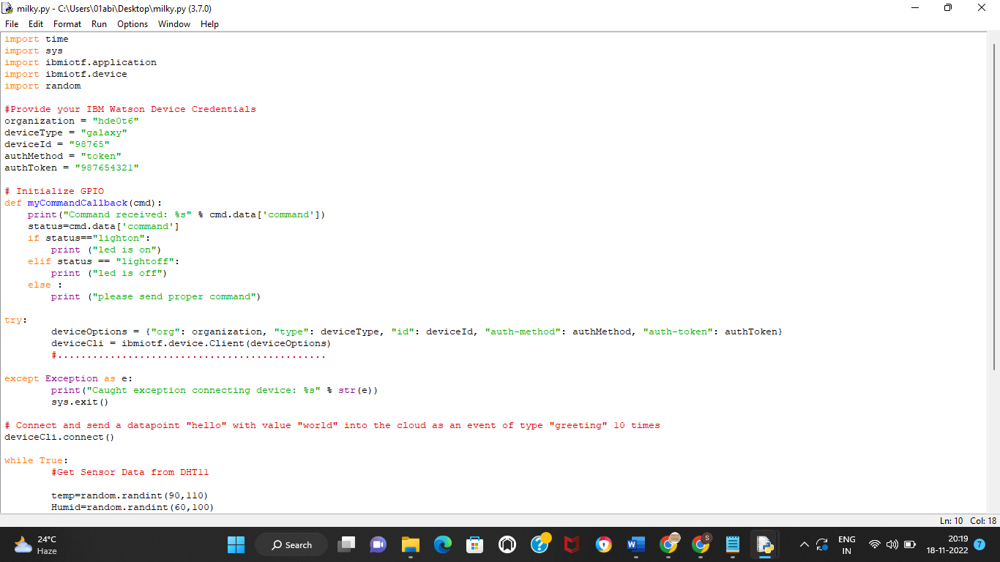 milky.py - C:\Users\01abi\Desktop\milky.py (3.7.0)
File Edit Format Run Options Window Help
import time
import sys
import ibmiotf.application
import ibmiotf.device
import random
#Provide your IBM Watson Device Credentials
organization = "hde0t6"
deviceType = "galaxy"
deviceId = "98765"
authMethod = "token"
authToken = "987654321"
# Initialize GPIO
def myCommandCallback(cmd):
    print("Command received: %s" % cmd.data['command'])
    status=cmd.data['command']
    if status=="lighton":
        print ("led is on")
    elif status == "lightoff":
        print ("led is off")
    else :
        print ("please send proper command")
try:
        deviceOptions = {"org": organization, "type": deviceType, "id": deviceId, "auth-method": authMethod, "auth-token": authToken}
        deviceCli = ibmiotf.device.Client(deviceOptions)
        #..............................................
except Exception as e:
        print("Caught exception connecting device: %s" % str(e))
        sys.exit()
# Connect and send a datapoint "hello" with value "world" into the cloud as an event of type "greeting" 10 times
deviceCli.connect()
while True:
        #Get Sensor Data from DHT11
        temp=random.randint(90,110)
        Humid=random.randint(60,100)
Ln: 10 Col: 18
24°C
Haze
Search
ENG
IN
20:19
18-11-2022
7